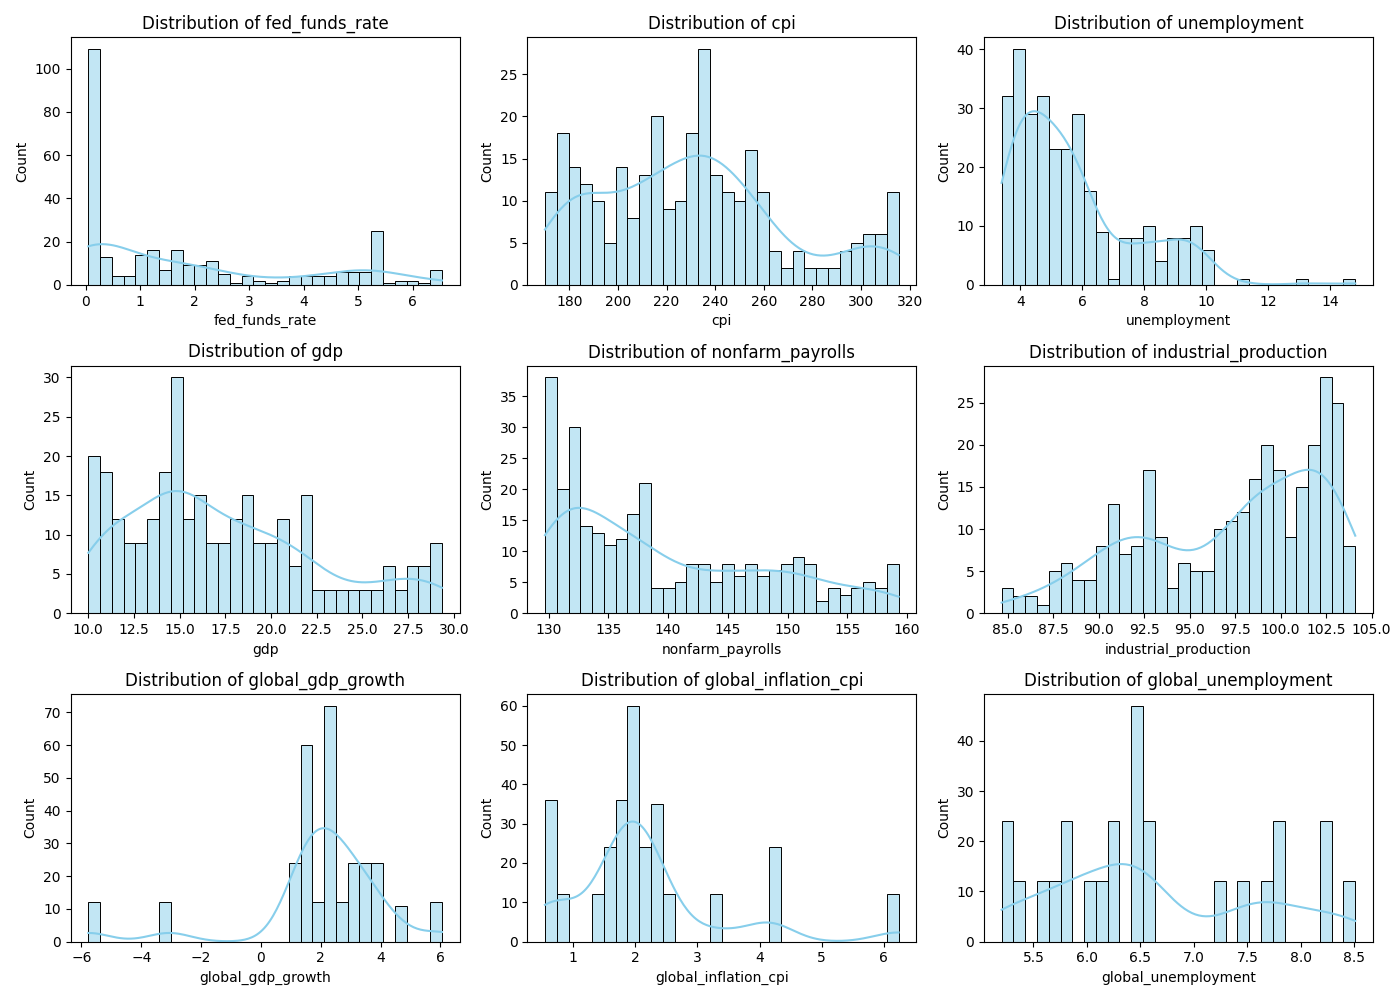 Distribution of fed_funds_rate
Count
100
80
60
40
20
0
0 1 2 3 4 5 6
fed_funds_rate
Distribution of cpi
Count
25
20
15
10
5
0
180 200 220 240 260 280 300 320
cpi
Distribution of unemployment
Count
40
30
20
10
0
4 6 8 10 12 14
unemployment
Distribution of gdp
Count
30
25
20
15
10
5
0
10.0 12.5 15.0 17.5 20.0 22.5 25.0 27.5 30.0
gdp
Distribution of nonfarm_payrolls
Count
35
30
25
20
15
10
5
0
130 135 140 145 150 155 160
nonfarm_payrolls
Distribution of industrial_production
Count
25
20
15
10
5
0
85.0 87.5 90.0 92.5 95.0 97.5 100.0 102.5 105.0
industrial_production
Distribution of global_gdp_growth
Count
70
60
50
40
30
20
10
0
−6 −4 −2 0 2 4 6
global_gdp_growth
Distribution of global_inflation_cpi
Count
60
50
40
30
20
10
0
1 2 3 4 5 6
global_inflation_cpi
Distribution of global_unemployment
Count
40
30
20
10
0
5.5 6.0 6.5 7.0 7.5 8.0 8.5
global_unemployment